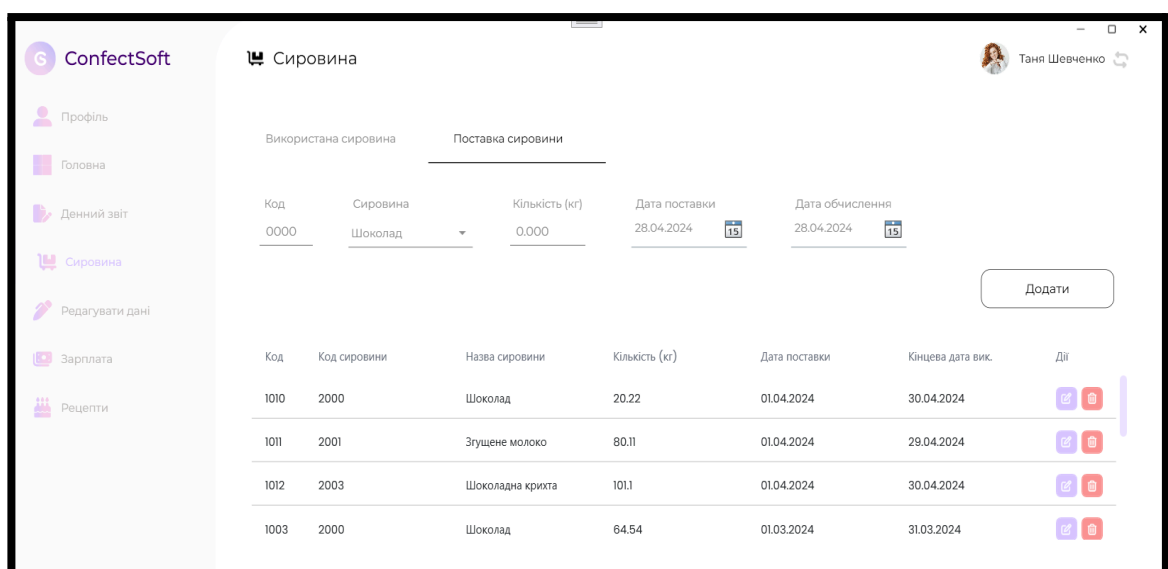 ConfectSoft
Сировина
Таня Шевченко
Профіль
Головна
Денний звіт
Сировина
Редагувати дані
Зарплата
Рецепти
Використана сировина Поставка сировини
Код Сировина Кількість (кг) Дата поставки Дата обчислення
0000 Шоколад 0.000 28.04.2024 15 28.04.2024 15
Додати
Код Код сировини Назва сировини Кількість (кг) Дата поставки Кінцева дата вик. Дії
1010 2000 Шоколад 20.22 01.04.2024 30.04.2024
1011 2001 Згущене молоко 80.11 01.04.2024 29.04.2024
1012 2003 Шоколадна крихта 101.1 01.04.2024 30.04.2024
1003 2000 Шоколад 64.54 01.03.2024 31.03.2024